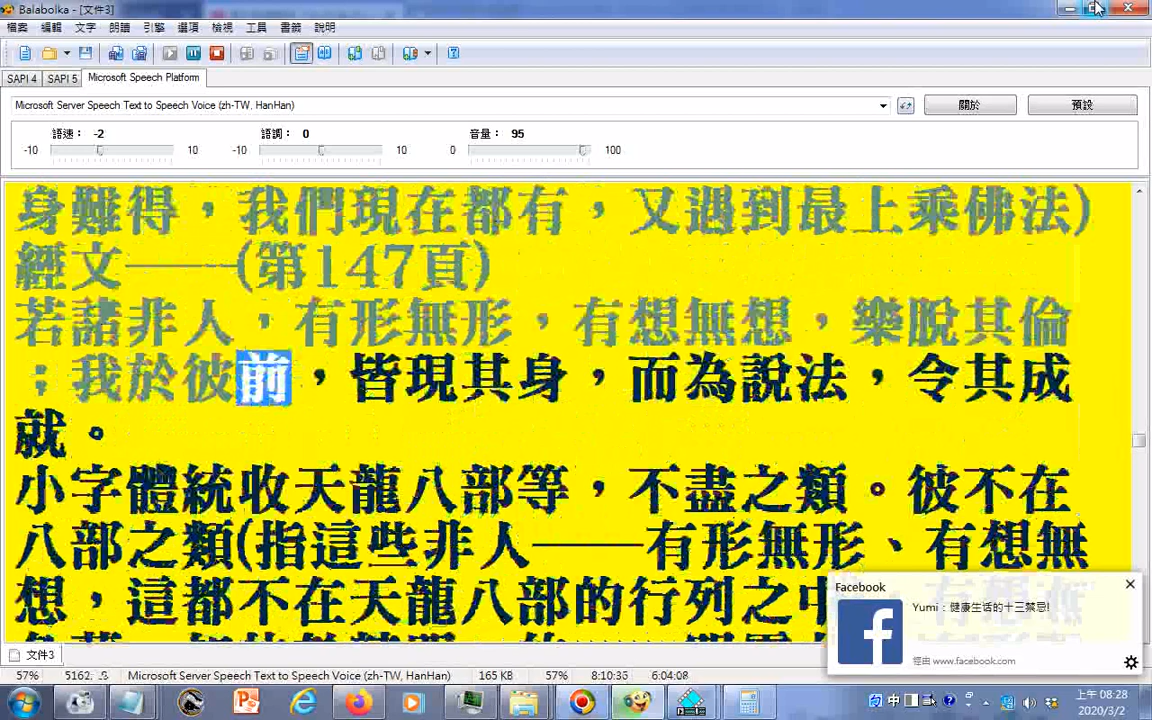 Balabolka - [文件3]
檔案 編輯 文字 朗讀 引擎 選項 檢視 工具 書籤 說明
SAPI 4 SAPI 5 Microsoft Speech Platform
Microsoft Server Speech Text to Speech Voice (zh-TW, HanHan) 關於 預設
語速： -2 語調： 0 音量： 95
-10 10 -10 10 0 100
身難得，我們現在都有，又遇到最上乘佛法)
經文——(第147頁)
若諸非人，有形無形，有想無想，樂脫其倫
；我於彼前，皆現其身，而為說法，令其成
就。
小字體統收天龍八部等，不盡之類。彼不在
八部之類(指這些非人——有形無形、有想無
想，這都不在天龍八部的行列之中
Facebook
Yumi：健康生活的十三禁忌!
經由 www.facebook.com
文件3
57% Microsoft Server Speech Text to Speech Voice (zh-TW, HanHan) 165 KB 57% 8:10:35 6:04:08
中 上午 08:28
2020/3/2